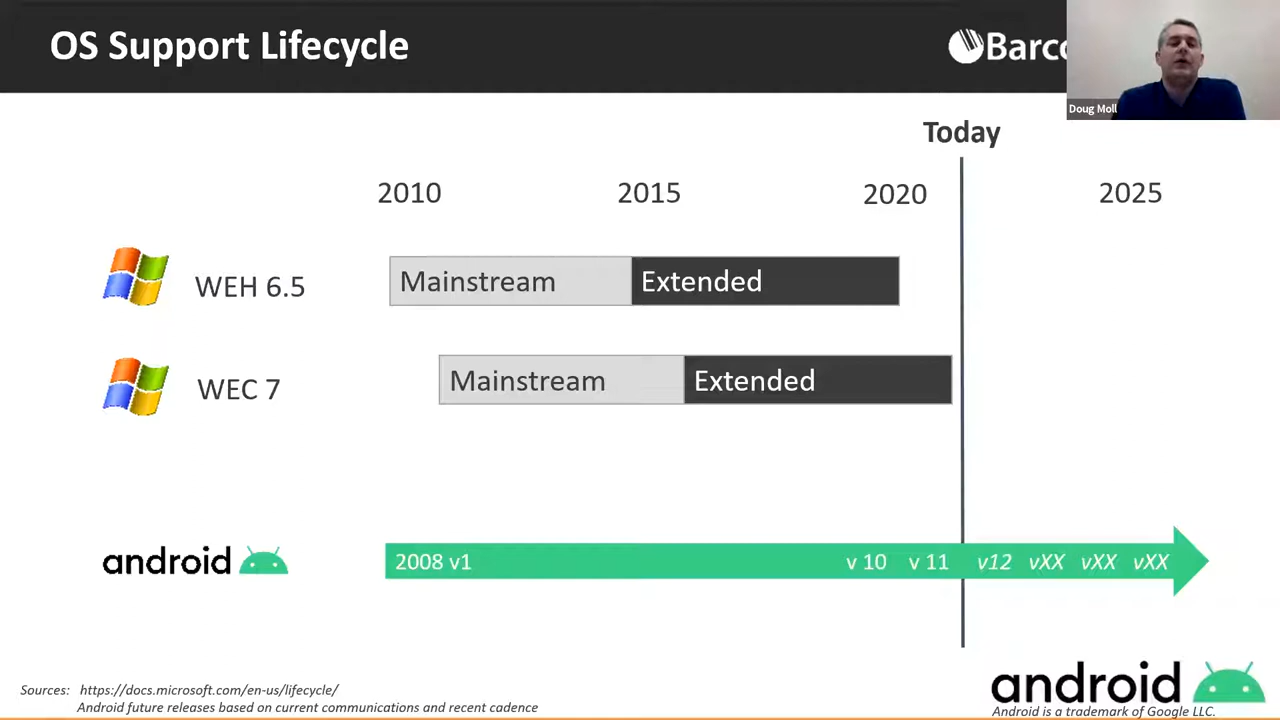 OS Support Lifecycle
Doug Moll
Today
2010 2015 2020 2025
WEH 6.5 Mainstream Extended
WEC 7 Mainstream Extended
android 2008 v1 v 10 v 11 v12 vXX vXX vXX
Sources: https://docs.microsoft.com/en-us/lifecycle/
Android future releases based on current communications and recent cadence
android
Android is a trademark of Google LLC.